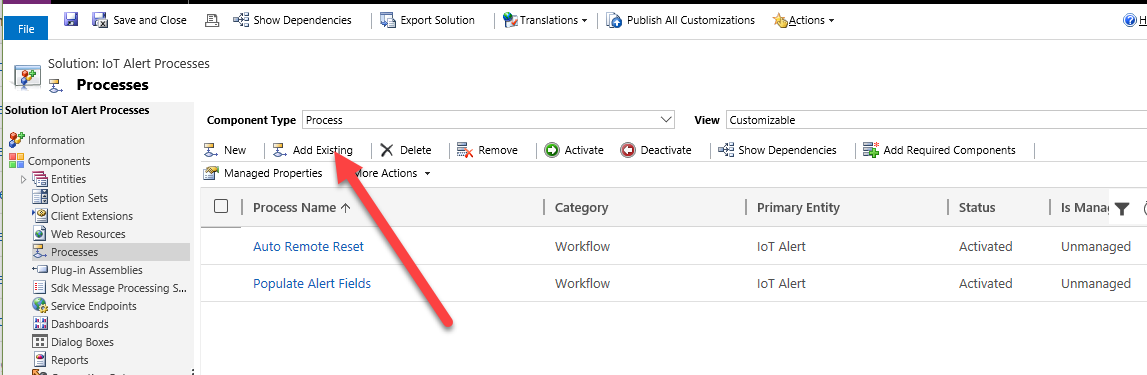 File
Save and Close
Show Dependencies
Export Solution
Translations
Publish All Customizations
Actions
Solution: IoT Alert Processes
Processes
Solution IoT Alert Processes
Information
Components
Entities
Option Sets
Client Extensions
Web Resources
Processes
Plug-in Assemblies
Sdk Message Processing S...
Service Endpoints
Dashboards
Dialog Boxes
Reports
Component Type Process View Customizable
New Add Existing Delete Remove Activate Deactivate Show Dependencies Add Required Components
Managed Properties More Actions
Process Name Category Primary Entity Status Is Manag
Auto Remote Reset Workflow IoT Alert Activated Unmanaged
Populate Alert Fields Workflow IoT Alert Activated Unmanaged